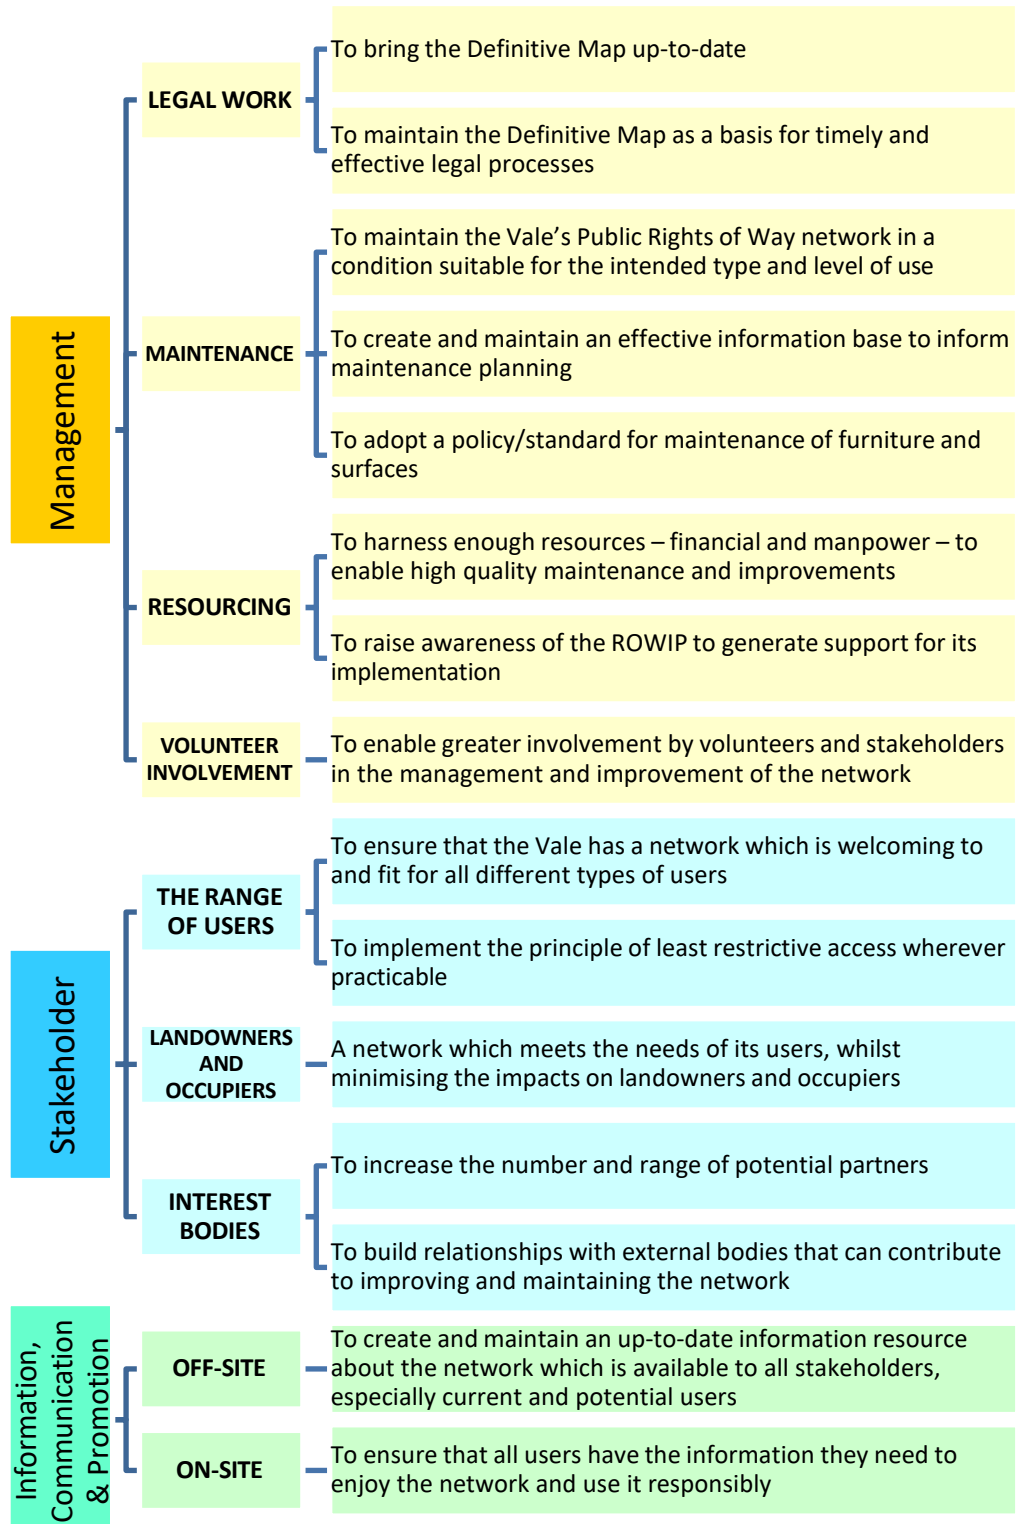 Management
LEGAL WORK
To bring the Definitive Map up-to-date
To maintain the Definitive Map as a basis for timely and
effective legal processes
MAINTENANCE
To maintain the Vale’s Public Rights of Way network in a
condition suitable for the intended type and level of use
To create and maintain an effective information base to inform
maintenance planning
To adopt a policy/standard for maintenance of furniture and
surfaces
RESOURCING
To harness enough resources – financial and manpower – to
enable high quality maintenance and improvements
To raise awareness of the ROWIP to generate support for its
implementation
VOLUNTEER
INVOLVEMENT
To enable greater involvement by volunteers and stakeholders
in the management and improvement of the network
Stakeholder
THE RANGE
OF USERS
To ensure that the Vale has a network which is welcoming to
and fit for all different types of users
To implement the principle of least restrictive access wherever
practicable
LANDOWNERS
AND
OCCUPIERS
A network which meets the needs of its users, whilst
minimising the impacts on landowners and occupiers
INTEREST
BODIES
To increase the number and range of potential partners
To build relationships with external bodies that can contribute
to improving and maintaining the network
Information,
Communication
& Promotion
OFF-SITE
To create and maintain an up-to-date information resource
about the network which is available to all stakeholders,
especially current and potential users
ON-SITE
To ensure that all users have the information they need to
enjoy the network and use it responsibly